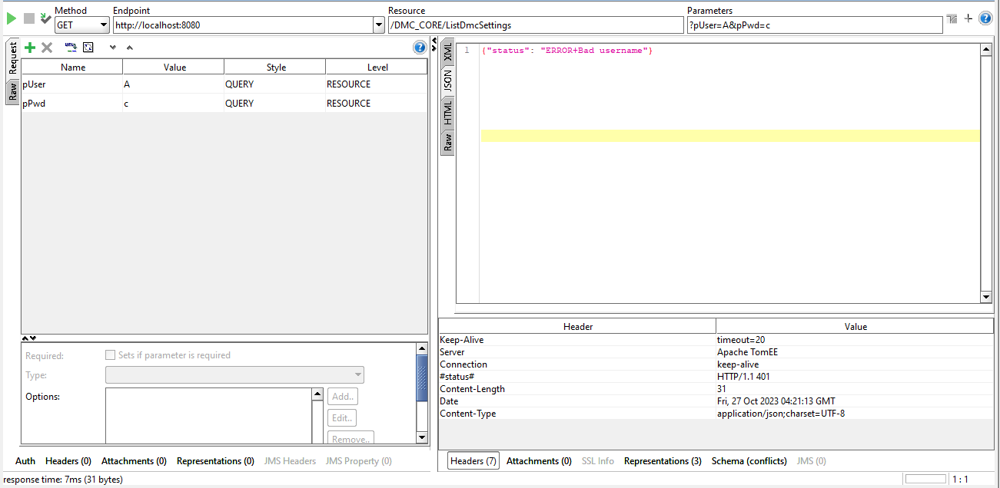 Method Endpoint Resource Parameters
GET http://localhost:8080 /DMC_CORE/ListDmcSettings ?pUser=A&pPwd=c
Request
Raw
Name Value Style Level
pUser A QUERY RESOURCE
pPwd c QUERY RESOURCE
Required: Sets if parameter is required
Type:
Options: Add..
Edit..
Remove..
Auth Headers (0) Attachments (0) Representations (0) JMS Headers JMS Property (0)
XML
JSON
HTML
Raw
1 {"status": "ERROR+Bad username"}
Header Value
Keep-Alive timeout=20
Server Apache TomEE
Connection keep-alive
#status# HTTP/1.1 401
Content-Length 31
Date Fri, 27 Oct 2023 04:21:13 GMT
Content-Type application/json;charset=UTF-8
Headers (7) Attachments (0) SSL Info Representations (3) Schema (conflicts) JMS (0)
response time: 7ms (31 bytes) 1 : 1